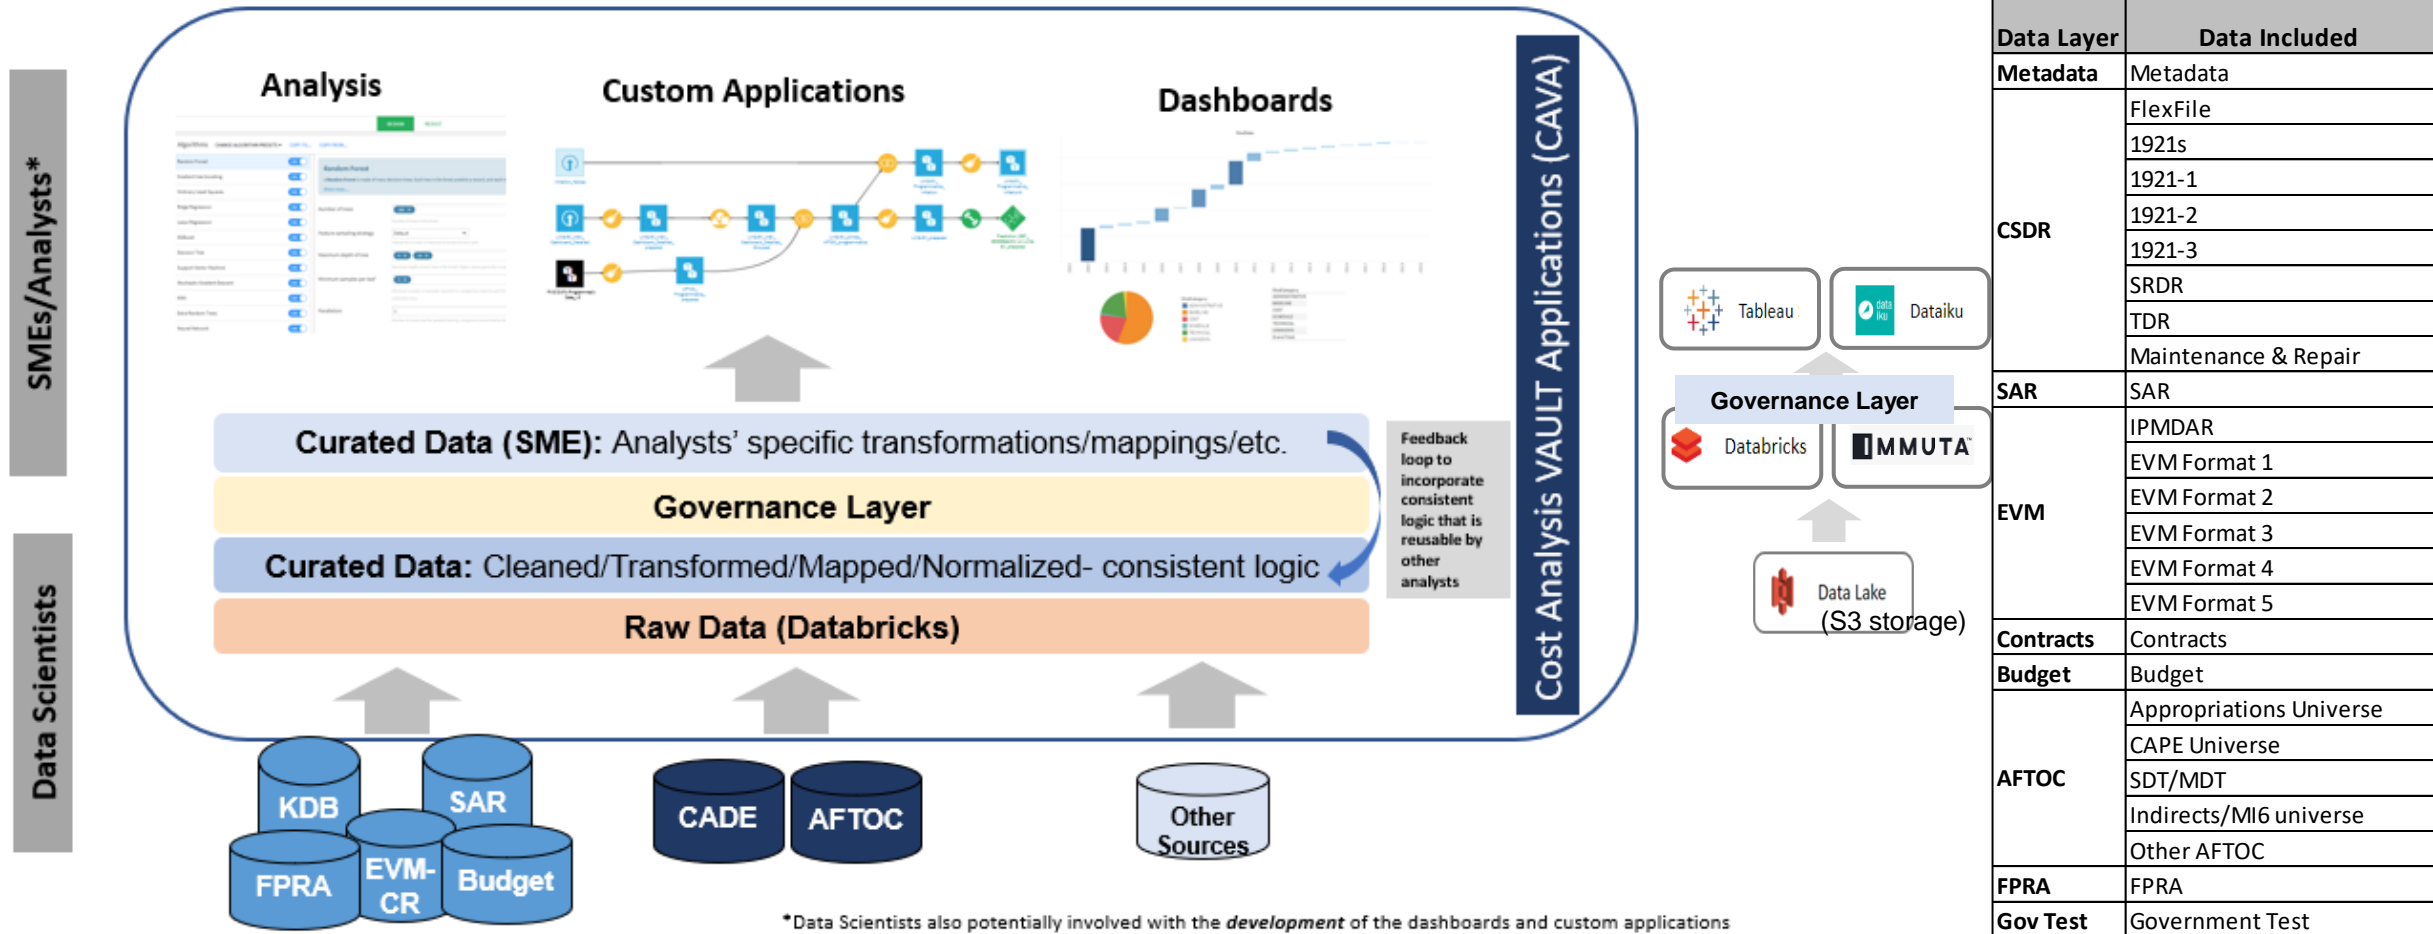 SMEs/Analysts*
Data Scientists
Analysis
Custom Applications
Dashboards
Random Forest
Cost Analysis VAULT Applications (CAVA)
Curated Data (SME): Analysts' specific transformations/mappings/etc.
Governance Layer
Curated Data: Cleaned/Transformed/Mapped/Normalized- consistent logic
Raw Data (Databricks)
Feedback
loop to
incorporate
consistent
logic that is
reusable by
other
analysts
KDB
SAR
FPRA
EVM-
CR
Budget
CADE
AFTOC
Other
Sources
*Data Scientists also potentially involved with the development of the dashboards and custom applications
Tableau
data
iku
Dataiku
Governance Layer
Databricks
IMMUTA
Data Lake
(S3 storage)
Data Layer Data Included
Metadata Metadata
CSDR
FlexFile
1921s
1921-1
1921-2
1921-3
SRDR
TDR
Maintenance & Repair
SAR SAR
EVM
IPMDAR
EVM Format 1
EVM Format 2
EVM Format 3
EVM Format 4
EVM Format 5
Contracts Contracts
Budget Budget
AFTOC
Appropriations Universe
CAPE Universe
SDT/MDT
Indirects/MI6 universe
Other AFTOC
FPRA FPRA
Gov Test Government Test